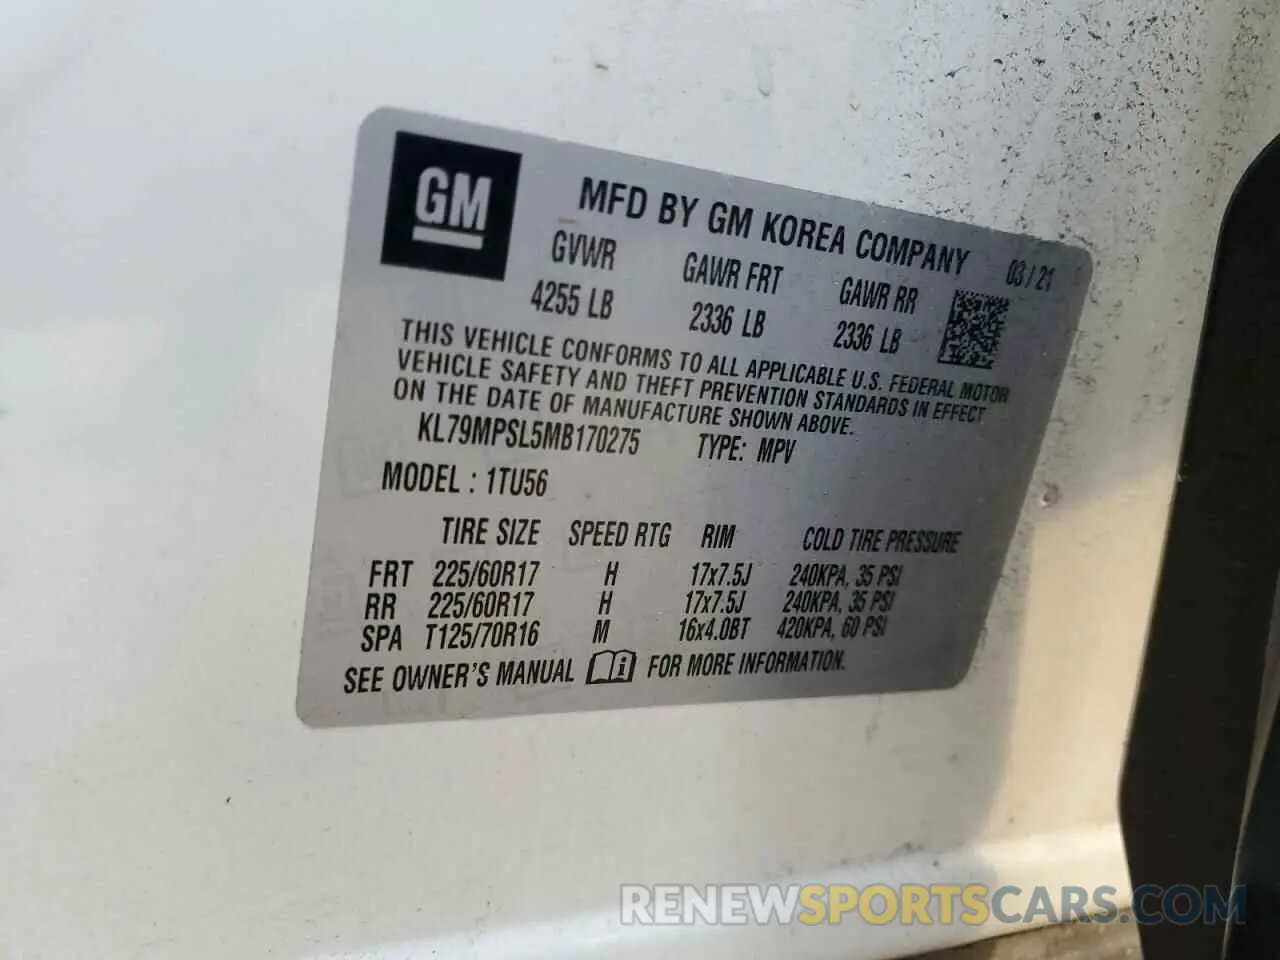 GM
MFD BY GM KOREA COMPANY 03/21
GVWR GAWR FRT GAWR RR
4255 LB 2336 LB 2336 LB
THIS VEHICLE CONFORMS TO ALL APPLICABLE U.S. FEDERAL MOTOR
VEHICLE SAFETY AND THEFT PREVENTION STANDARDS IN EFFECT
ON THE DATE OF MANUFACTURE SHOWN ABOVE.
KL79MPSL5MB170275 TYPE: MPV
MODEL : 1TU56
TIRE SIZE SPEED RTG RIM COLD TIRE PRESSURE
FRT 225/60R17 H 17x7.5J 240KPA, 35 PSI
RR 225/60R17 H 17x7.5J 240KPA, 35 PSI
SPA T125/70R16 M 16x4.0BT 420KPA, 60 PSI
SEE OWNER'S MANUAL i FOR MORE INFORMATION.
RENEWSPORTSCARS.COM